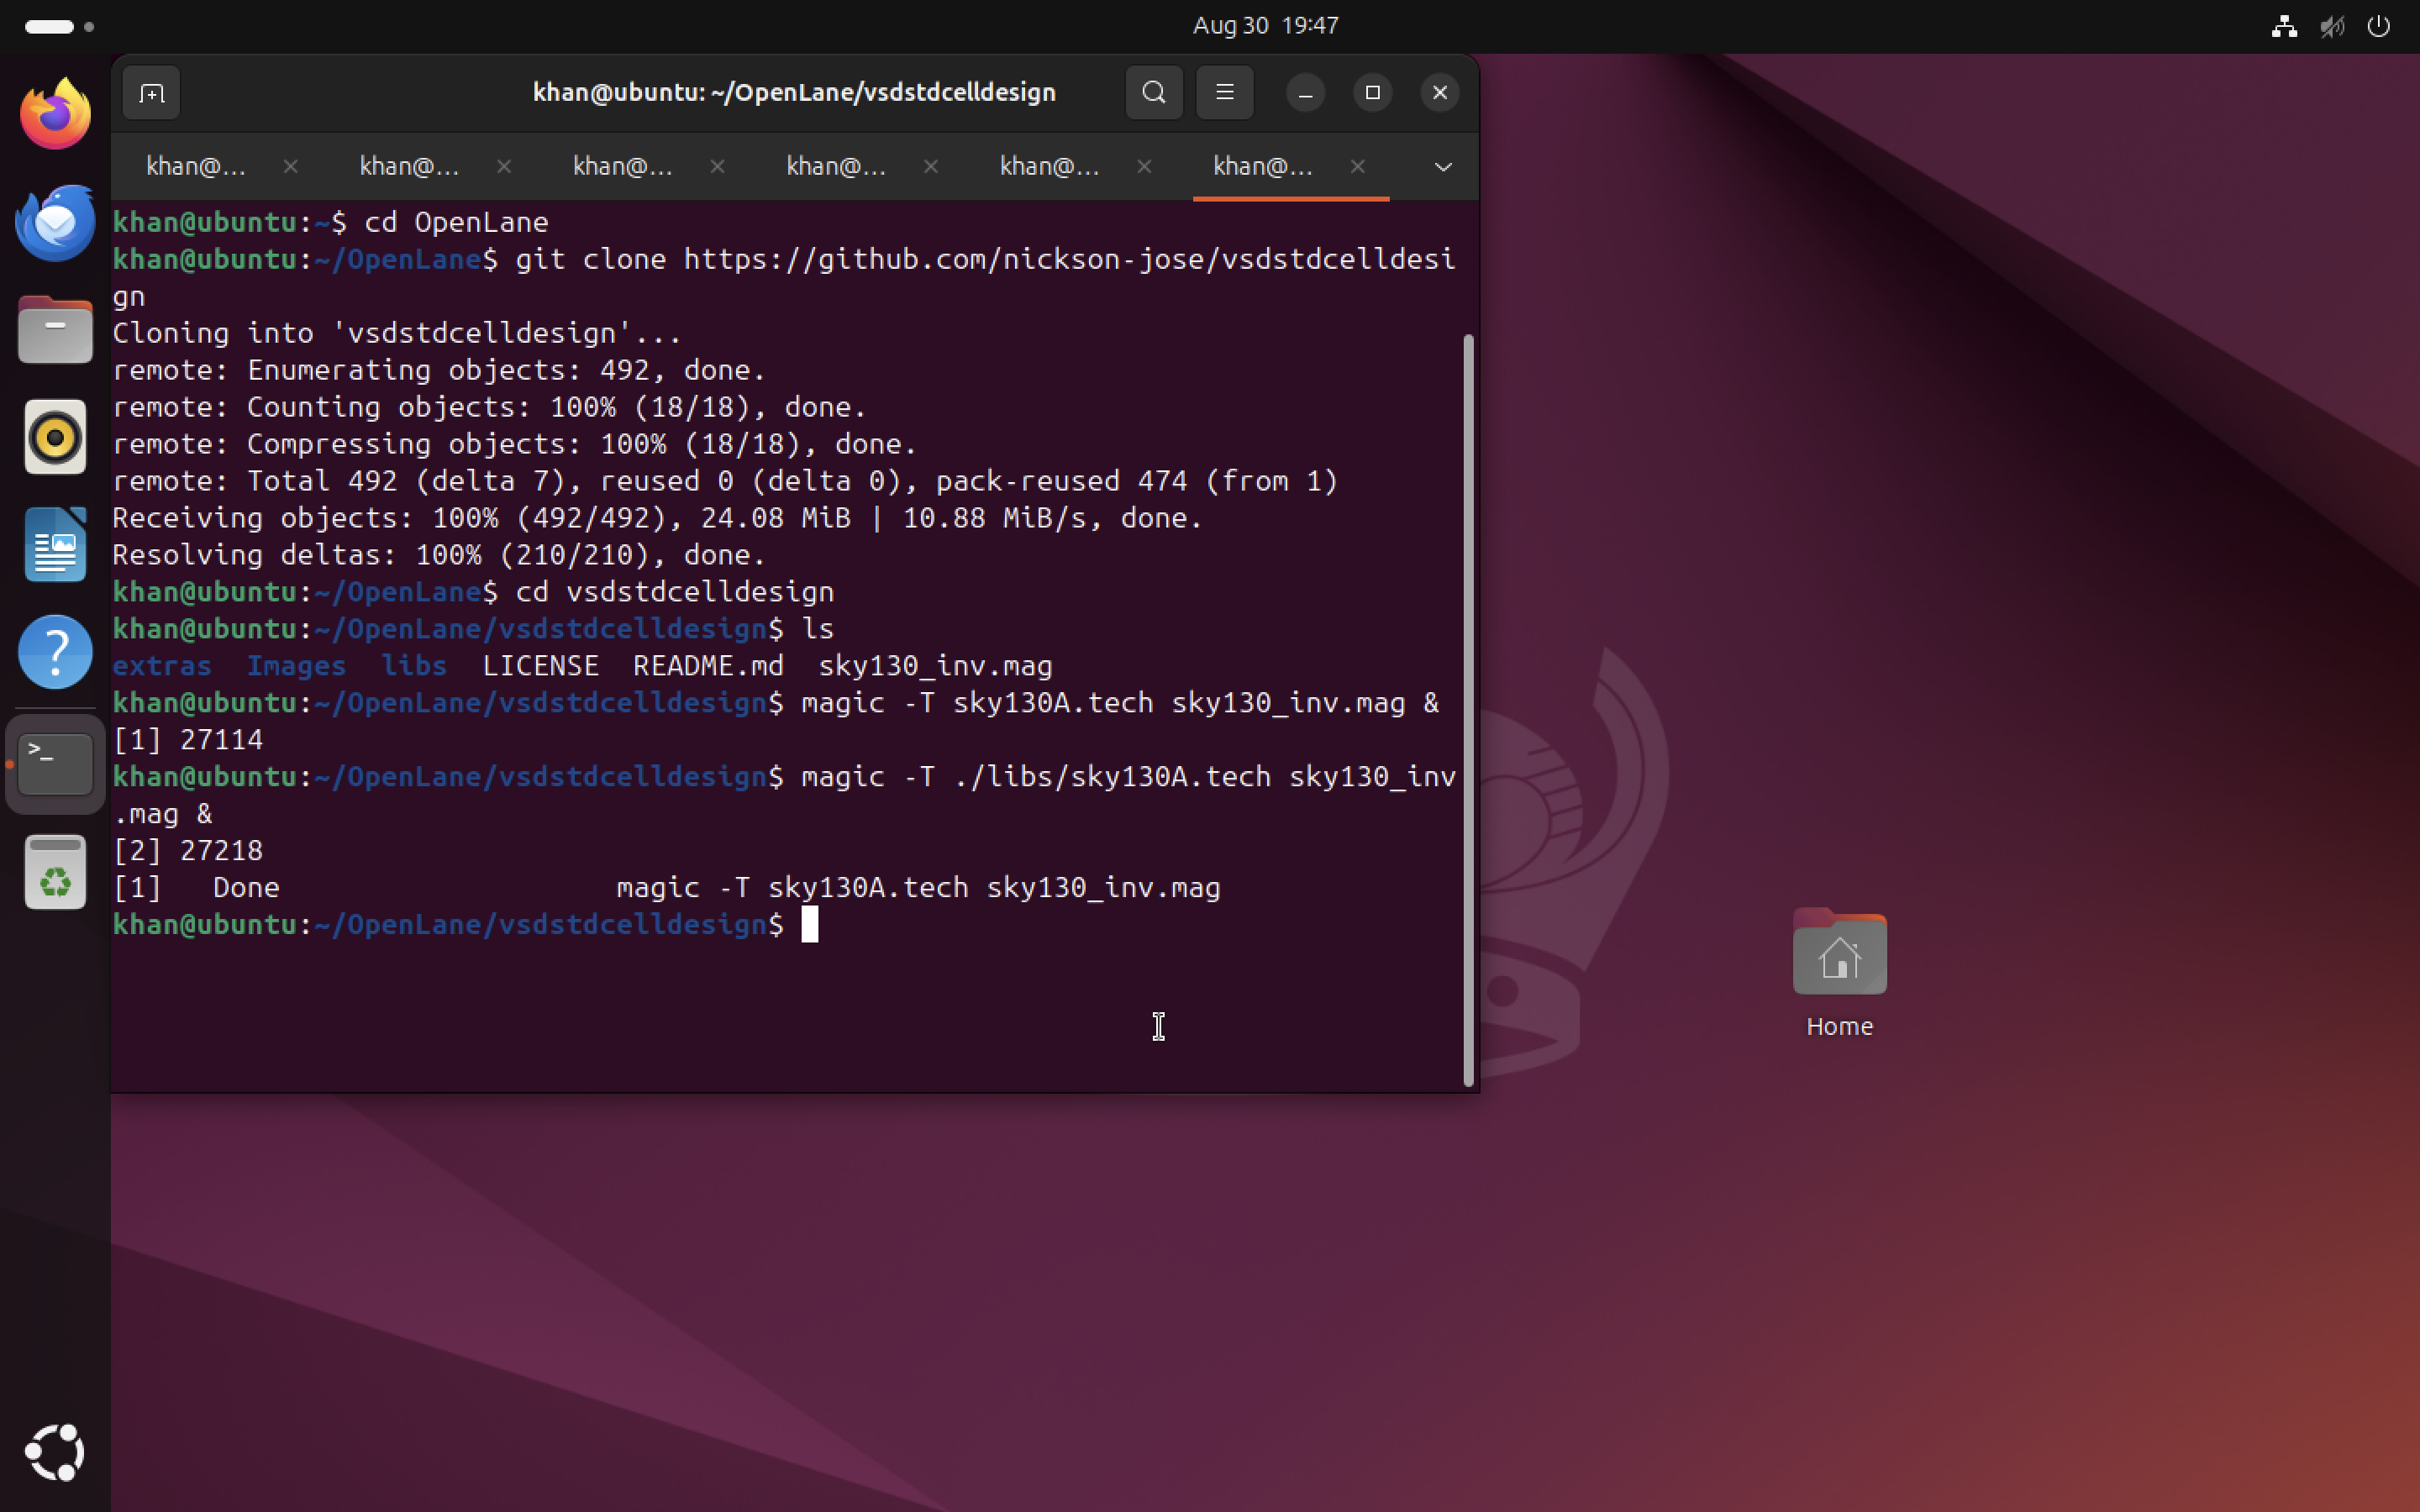 Aug 30 19:47
khan@ubuntu: ~/OpenLane/vsdstdcelldesign
khan@... khan@... khan@... khan@... khan@... khan@...
khan@ubuntu:~$ cd OpenLane
khan@ubuntu:~/OpenLane$ git clone https://github.com/nickson-jose/vsdstdcelldesi
gn
Cloning into 'vsdstdcelldesign'...
remote: Enumerating objects: 492, done.
remote: Counting objects: 100% (18/18), done.
remote: Compressing objects: 100% (18/18), done.
remote: Total 492 (delta 7), reused 0 (delta 0), pack-reused 474 (from 1)
Receiving objects: 100% (492/492), 24.08 MiB | 10.88 MiB/s, done.
Resolving deltas: 100% (210/210), done.
khan@ubuntu:~/OpenLane$ cd vsdstdcelldesign
khan@ubuntu:~/OpenLane/vsdstdcelldesign$ ls
extras  Images  libs  LICENSE  README.md  sky130_inv.mag
khan@ubuntu:~/OpenLane/vsdstdcelldesign$ magic -T sky130A.tech sky130_inv.mag &
[1] 27114
khan@ubuntu:~/OpenLane/vsdstdcelldesign$ magic -T ./libs/sky130A.tech sky130_inv
.mag &
[2] 27218
[1]   Done                    magic -T sky130A.tech sky130_inv.mag
khan@ubuntu:~/OpenLane/vsdstdcelldesign$
Home